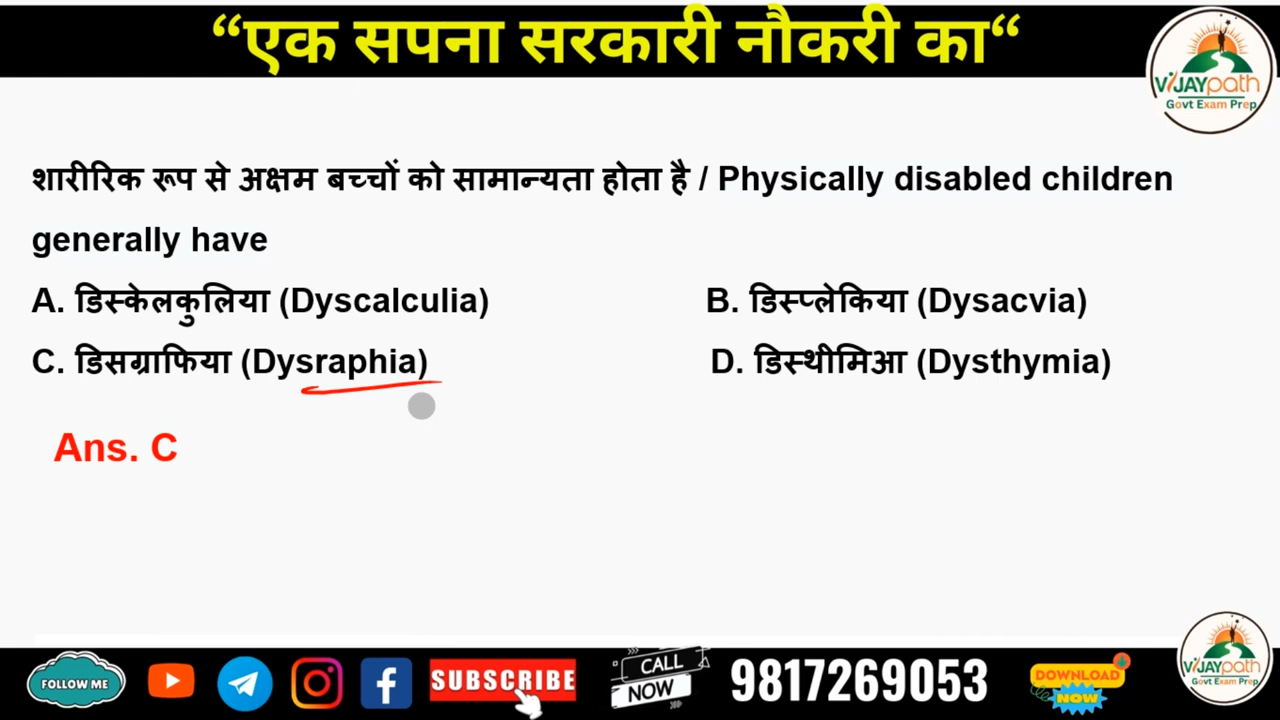 “एक सपना सरकारी नौकरी का“
ViJAYpath
Govt Exam Prep
शारीरिक रूप से अक्षम बच्चों को सामान्यता होता है / Physically disabled children
generally have
A. डिस्केलकुलिया (Dyscalculia) B. डिस्प्लेकिया (Dysacvia)
C. डिसग्राफिया (Dysraphia) D. डिस्थीमिआ (Dysthymia)
Ans. C
FOLLOW ME SUBSCRIBE CALL NOW 9817269053 DOWNLOAD NOW
ViJAYpath
Govt Exam Prep